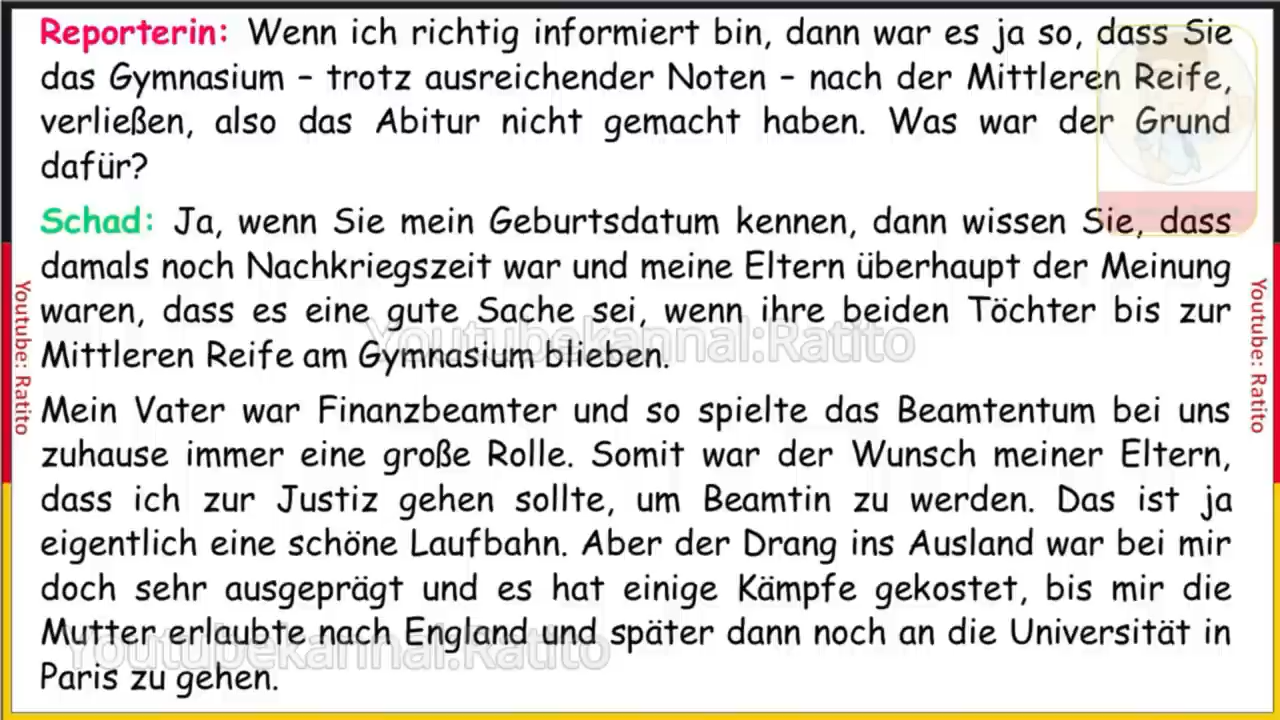 Reporterin: Wenn ich richtig informiert bin, dann war es ja so, dass Sie
das Gymnasium – trotz ausreichender Noten – nach der Mittleren Reife,
verließen, also das Abitur nicht gemacht haben. Was war der Grund
dafür?
Schad: Ja, wenn Sie mein Geburtsdatum kennen, dann wissen Sie, dass
damals noch Nachkriegszeit war und meine Eltern überhaupt der Meinung
waren, dass es eine gute Sache sei, wenn ihre beiden Töchter bis zur
Mittleren Reife am Gymnasium blieben.
Mein Vater war Finanzbeamter und so spielte das Beamtentum bei uns
zuhause immer eine große Rolle. Somit war der Wunsch meiner Eltern,
dass ich zur Justiz gehen sollte, um Beamtin zu werden. Das ist ja
eigentlich eine schöne Laufbahn. Aber der Drang ins Ausland war bei mir
doch sehr ausgeprägt und es hat einige Kämpfe gekostet, bis mir die
Mutter erlaubte nach England und später dann noch an die Universität in
Paris zu gehen.
Youtube: Ratito
Youtube: Ratito
Youtubekannal:Ratito
Youtubekannal:Ratito